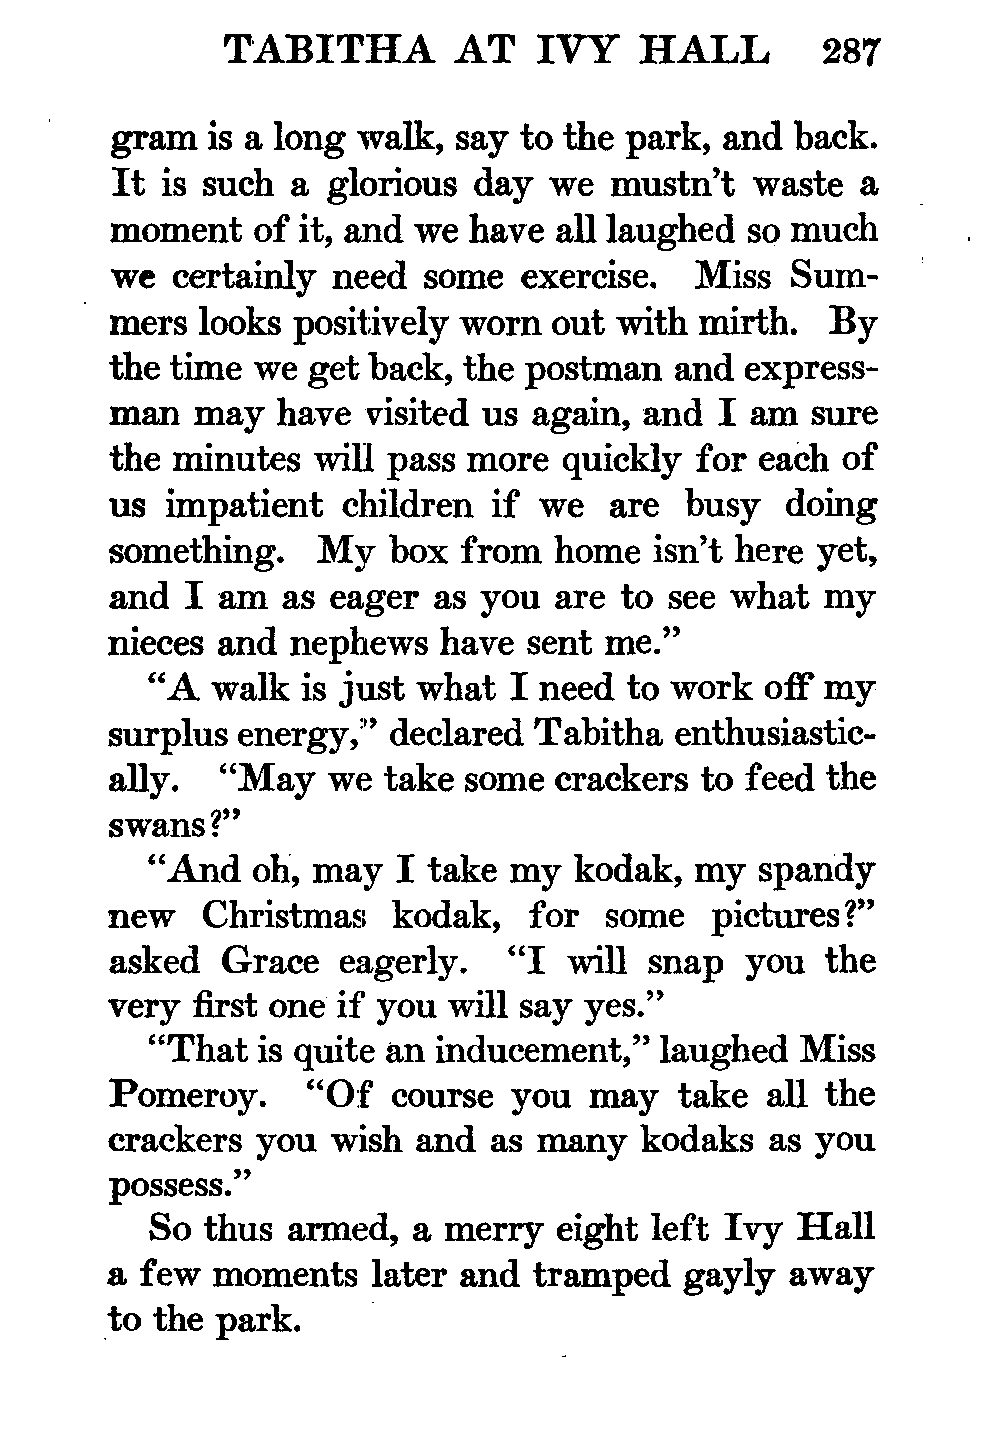 TABITHA AT IVY HALL 287
gram is a long walk, say to the park, and back.
It is such a glorious day we mustn't waste a
moment of it, and we have all laughed so much
we certainly need some exercise. Miss Sum-
mers looks positively worn out with mirth. By
the time we get back, the postman and express-
man may have visited us again, and I am sure
the minutes will pass more quickly for each of
us impatient children if we are busy doing
something. My box from home isn't here yet,
and I am as eager as you are to see what my
nieces and nephews have sent me."
"A walk is just what I need to work off my
surplus energy," declared Tabitha enthusiastic-
ally. "May we take some crackers to feed the
swans?"
"And oh, may I take my kodak, my spandy
new Christmas kodak, for some pictures?"
asked Grace eagerly. "I will snap you the
very first one if you will say yes."
"That is quite an inducement," laughed Miss
Pomeroy. "Of course you may take all the
crackers you wish and as many kodaks as you
possess."
So thus armed, a merry eight left Ivy Hall
a few moments later and tramped gayly away
to the park.